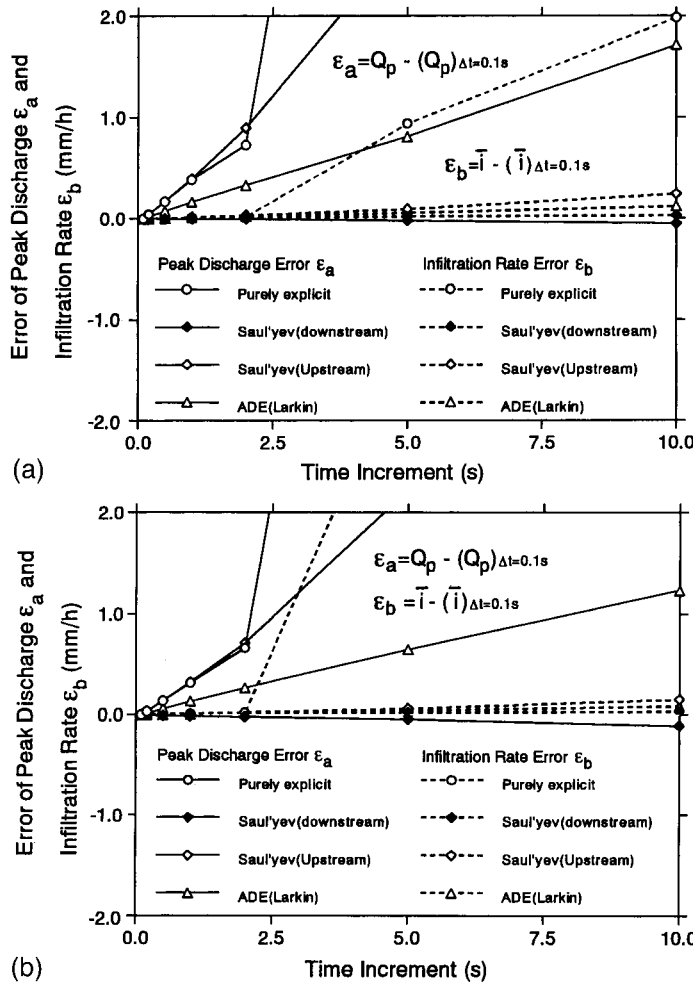 2.0
1.0
0.0
-1.0
-2.0
Error of Peak Discharge εa and
Infiltration Rate εb (mm/h)
εa=Qp - (Qp)Δt=0.1s
εb=i̅ - (i̅)Δt=0.1s
Peak Discharge Error εa
Infiltration Rate Error εb
Purely explicit
Purely explicit
Saul'yev(downstream)
Saul'yev(downstream)
Saul'yev(Upstream)
Saul'yev(Upstream)
ADE(Larkin)
ADE(Larkin)
0.0 2.5 5.0 7.5 10.0
(a)
Time Increment (s)
2.0
1.0
0.0
-1.0
-2.0
Error of Peak Discharge εa and
Infiltration Rate εb (mm/h)
εa=Qp - (Qp)Δt=0.1s
εb =i̅ - (i̅)Δt=0.1s
Peak Discharge Error εa
Infiltration Rate Error εb
Purely explicit
Purely explicit
Saul'yev(downstream)
Saul'yev(downstream)
Saul'yev(Upstream)
Saul'yev(Upstream)
ADE(Larkin)
ADE(Larkin)
0.0 2.5 5.0 7.5 10.0
(b)
Time Increment (s)